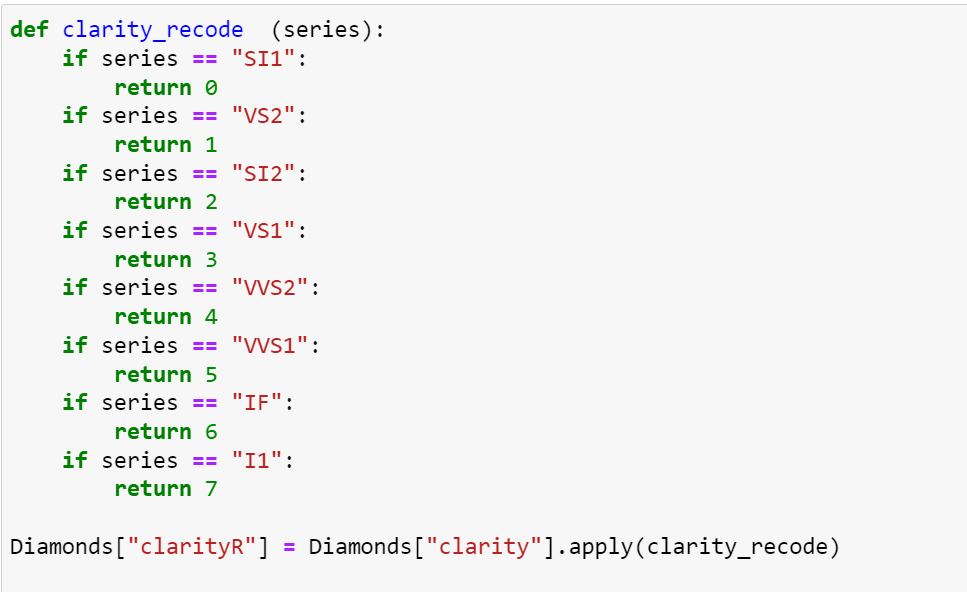 def clarity_recode  (series):
    if series == "SI1":
        return 0
    if series == "VS2":
        return 1
    if series == "SI2":
        return 2
    if series == "VS1":
        return 3
    if series == "VVS2":
        return 4
    if series == "VVS1":
        return 5
    if series == "IF":
        return 6
    if series == "I1":
        return 7
Diamonds["clarityR"] = Diamonds["clarity"].apply(clarity_recode)